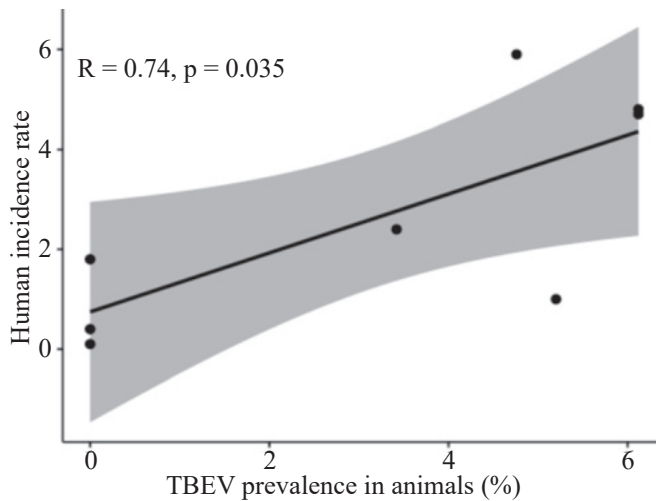 6
R = 0.74, p = 0.035
4
2
0
Human incidence rate
0 2 4 6
TBEV prevalence in animals (%)